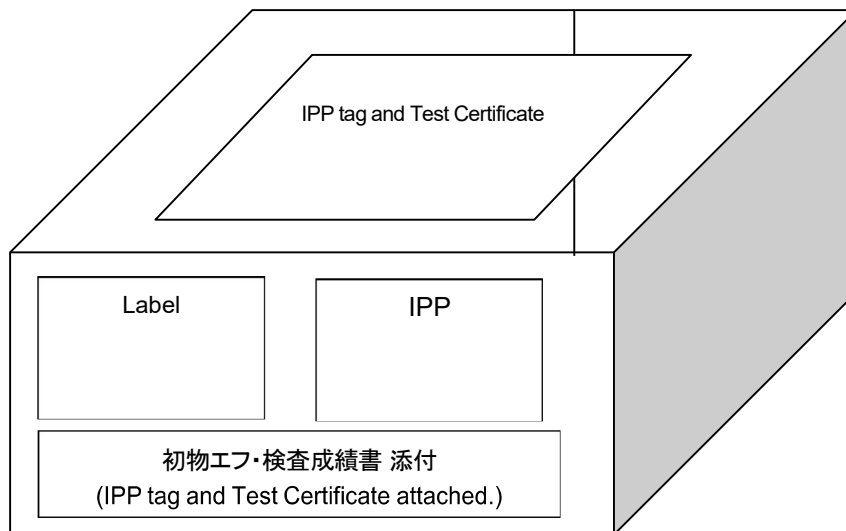 IPP tag and Test Certificate
Label
IPP
初物エフ・検査成績書 添付
(IPP tag and Test Certificate attached.)